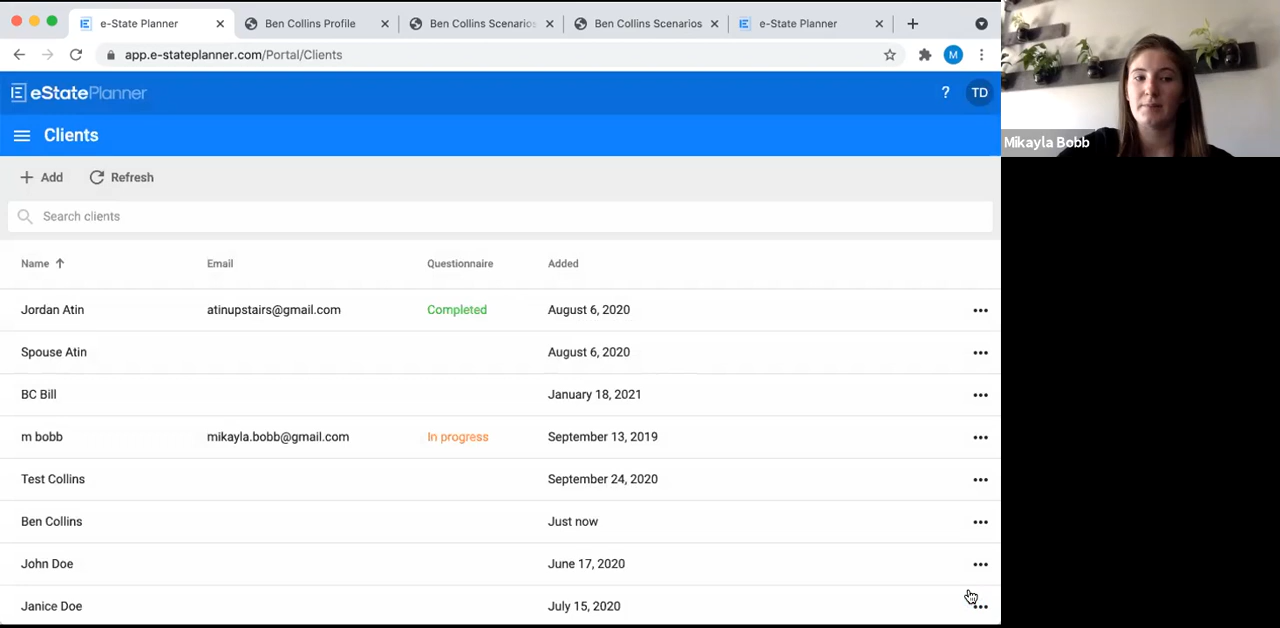 e-State Planner Ben Collins Profile Ben Collins Scenarios Ben Collins Scenarios e-State Planner
app.e-stateplanner.com/Portal/Clients M
eStatePlanner ? TD
Clients
Add Refresh
Search clients
Name Email Questionnaire Added
Jordan Atin atinupstairs@gmail.com Completed August 6, 2020
Spouse Atin August 6, 2020
BC Bill January 18, 2021
m bobb mikayla.bobb@gmail.com In progress September 13, 2019
Test Collins September 24, 2020
Ben Collins Just now
John Doe June 17, 2020
Janice Doe July 15, 2020
Mikayla Bobb